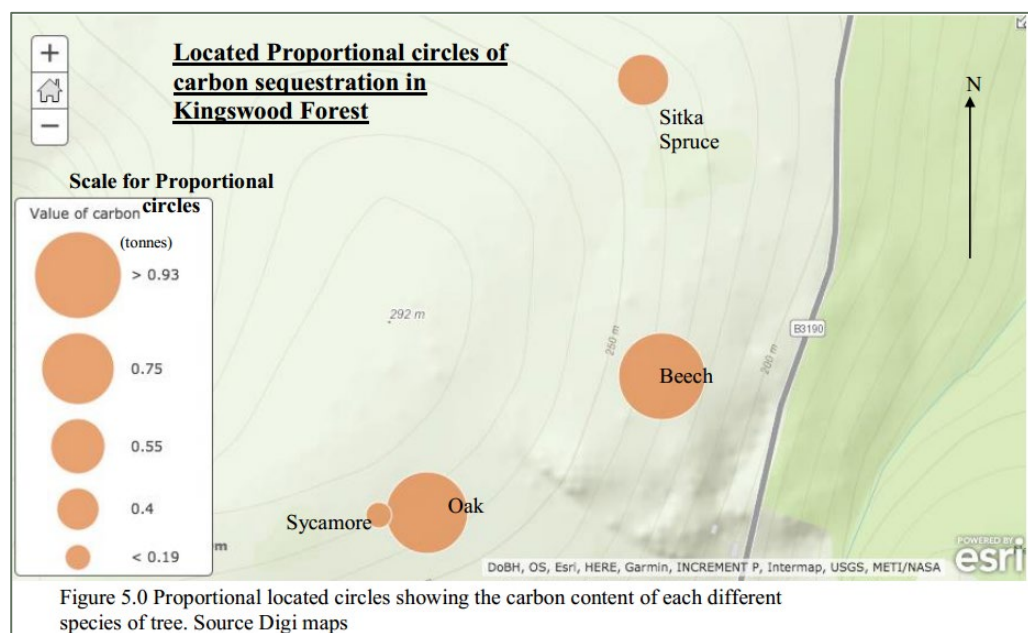 Located Proportional circles of
carbon sequestration in
Kingswood Forest
N
Sitka
Spruce
Scale for Proportional
circles
Value of carbon
(tonnes)
> 0.93
0.75
0.55
0.4
< 0.19
292 m
250 m
200 m
B3190
Beech
Oak
Sycamore
m
POWERED BY
esri
DoBH, OS, Esri, HERE, Garmin, INCREMENT P, Intermap, USGS, METI/NASA
Figure 5.0 Proportional located circles showing the carbon content of each different
species of tree. Source Digi maps